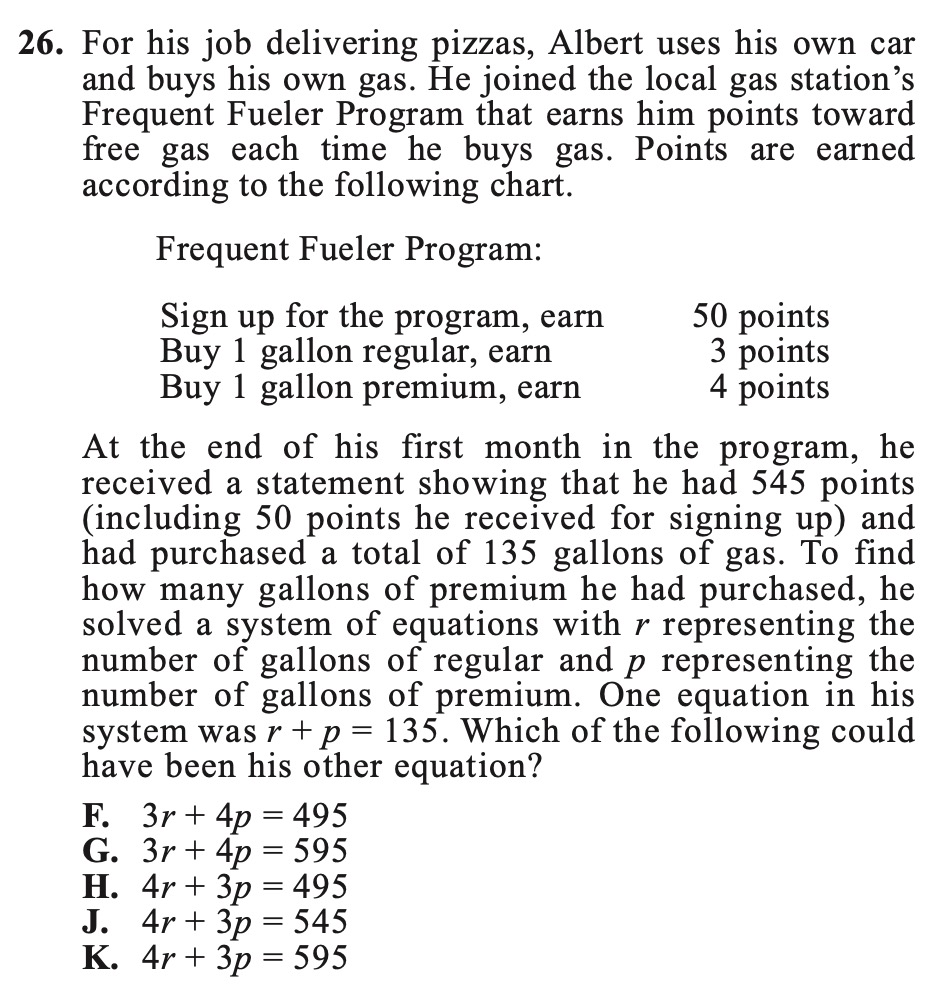 26. For his job delivering pizzas, Albert uses his own car
and buys his own gas. He joined the local gas station’s
Frequent Fueler Program that earns him points toward
free gas each time he buys gas. Points are earned
according to the following chart.
Frequent Fueler Program:
Sign up for the program, earn 50 points
Buy 1 gallon regular, earn 3 points
Buy 1 gallon premium, earn 4 points
At the end of his first month in the program, he
received a statement showing that he had 545 points
(including 50 points he received for signing up) and
had purchased a total of 135 gallons of gas. To find
how many gallons of premium he had purchased, he
solved a system of equations with r representing the
number of gallons of regular and p representing the
number of gallons of premium. One equation in his
system was r + p = 135. Which of the following could
have been his other equation?
F. 3r + 4p = 495
G. 3r + 4p = 595
H. 4r + 3p = 495
J. 4r + 3p = 545
K. 4r + 3p = 595